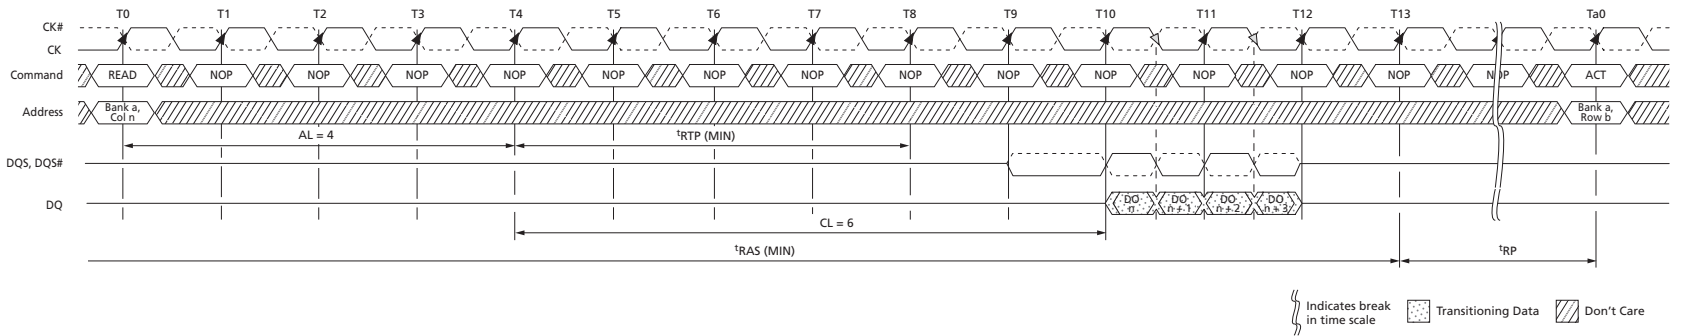 T0 T1 T2 T3 T4 T5 T6 T7 T8 T9 T10 T11 T12 T13 Ta0
CK#
CK
Command READ NOP NOP NOP NOP NOP NOP NOP NOP NOP NOP NOP NOP NOP NOP ACT
Address Bank a, Col n Bank a, Row b
AL = 4 tRTP (MIN)
DQS, DQS#
DQ DO n DO n + 1 DO n + 2 DO n + 3
CL = 6
tRAS (MIN) tRP
Indicates break
in time scale
Transitioning Data
Don't Care